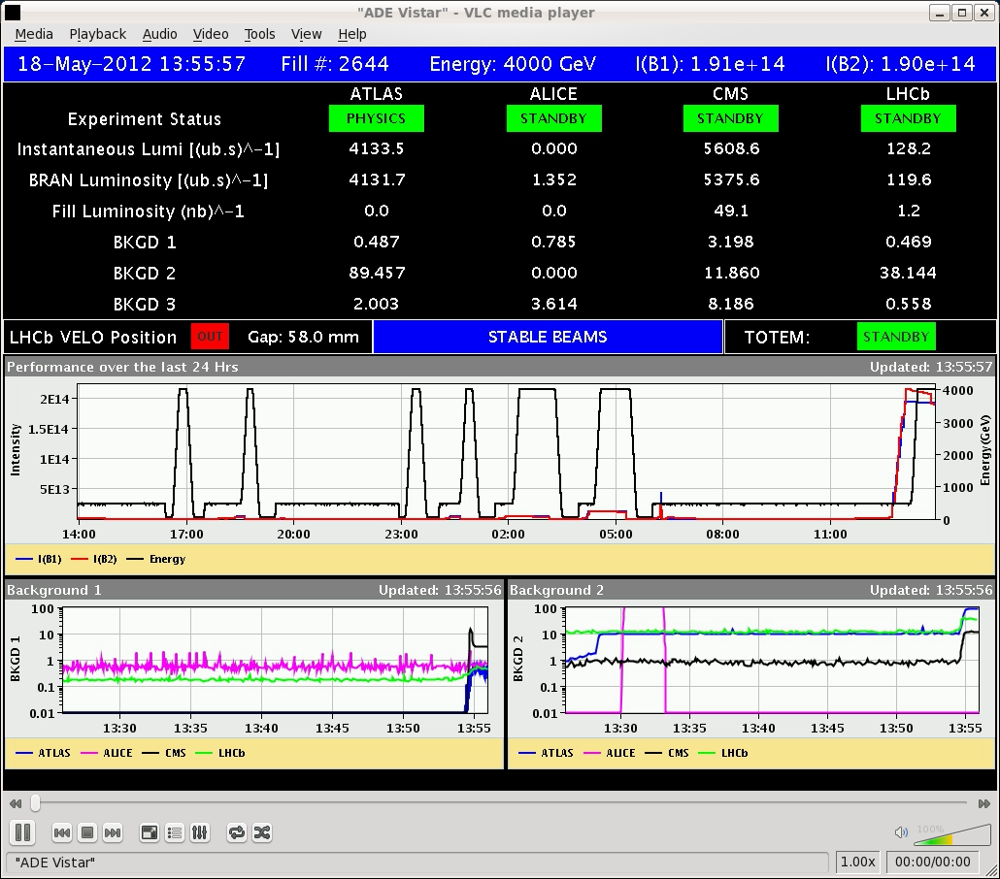 "ADE Vistar" - VLC media player
Media Playback Audio Video Tools View Help
18-May-2012 13:55:57 Fill #: 2644 Energy: 4000 GeV I(B1): 1.91e+14 I(B2): 1.90e+14
ATLAS ALICE CMS LHCb
Experiment Status PHYSICS STANDBY STANDBY STANDBY
Instantaneous Lumi [(ub.s)^-1] 4133.5 0.000 5608.6 128.2
BRAN Luminosity [(ub.s)^-1] 4131.7 1.352 5375.6 119.6
Fill Luminosity (nb)^-1 0.0 0.0 49.1 1.2
BKGD 1 0.487 0.785 3.198 0.469
BKGD 2 89.457 0.000 11.860 38.144
BKGD 3 2.003 3.614 8.186 0.558
LHCb VELO Position OUT Gap: 58.0 mm STABLE BEAMS TOTEM: STANDBY
Performance over the last 24 Hrs Updated: 13:55:57
Intensity
2E14
1.5E14
1E14
5E13
4000
3000
2000
1000
0
Energy(GeV)
14:00 17:00 20:00 23:00 02:00 05:00 08:00 11:00
I(B1) I(B2) Energy
Background 1 Updated: 13:55:56
BKGD 1
100
10
1
0.1
0.01
13:30 13:35 13:40 13:45 13:50 13:55
ATLAS ALICE CMS LHCb
Background 2 Updated: 13:55:56
BKGD 2
100
10
1
0.1
0.01
13:30 13:35 13:40 13:45 13:50 13:55
ATLAS ALICE CMS LHCb
100%
"ADE Vistar" 1.00x 00:00/00:00